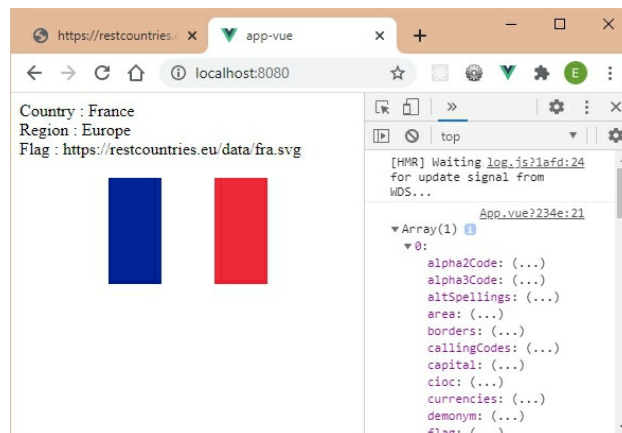 https://restcountries.e
app-vue
localhost:8080
E
Country : France
Region : Europe
Flag : https://restcountries.eu/data/fra.svg
top
[HMR] Waiting log.js?1afd:24
for update signal from
WDS...
App.vue?234e:21
Array(1)
0:
alpha2Code: (...)
alpha3Code: (...)
altSpellings: (...)
area: (...)
borders: (...)
callingCodes: (...)
capital: (...)
cioc: (...)
currencies: (...)
demonym: (...)
flag: (...)